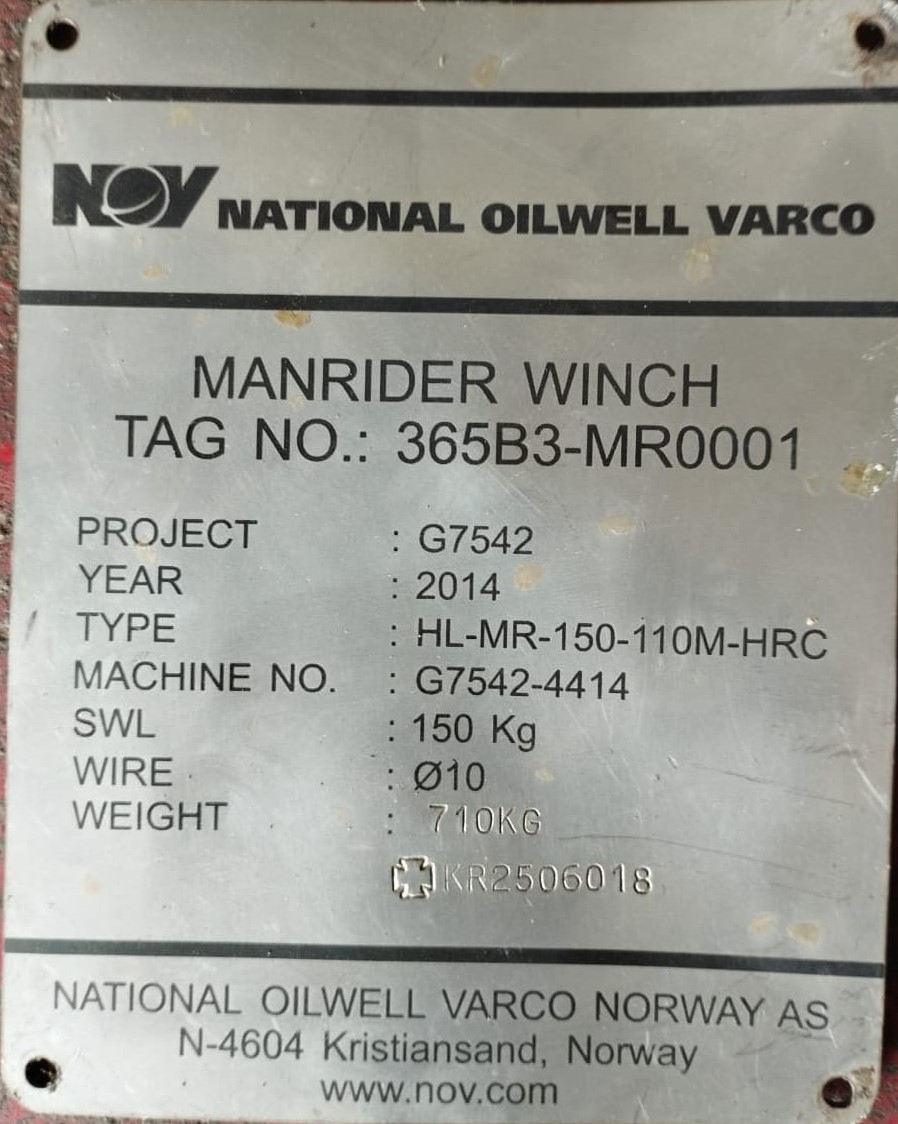 NOV NATIONAL OILWELL VARCO
MANRIDER WINCH
TAG NO.: 365B3-MR0001
PROJECT : G7542
YEAR : 2014
TYPE : HL-MR-150-110M-HRC
MACHINE NO. : G7542-4414
SWL : 150 Kg
WIRE : Ø10
WEIGHT : 710KG
KR2506018
NATIONAL OILWELL VARCO NORWAY AS
N-4604 Kristiansand, Norway
www.nov.com